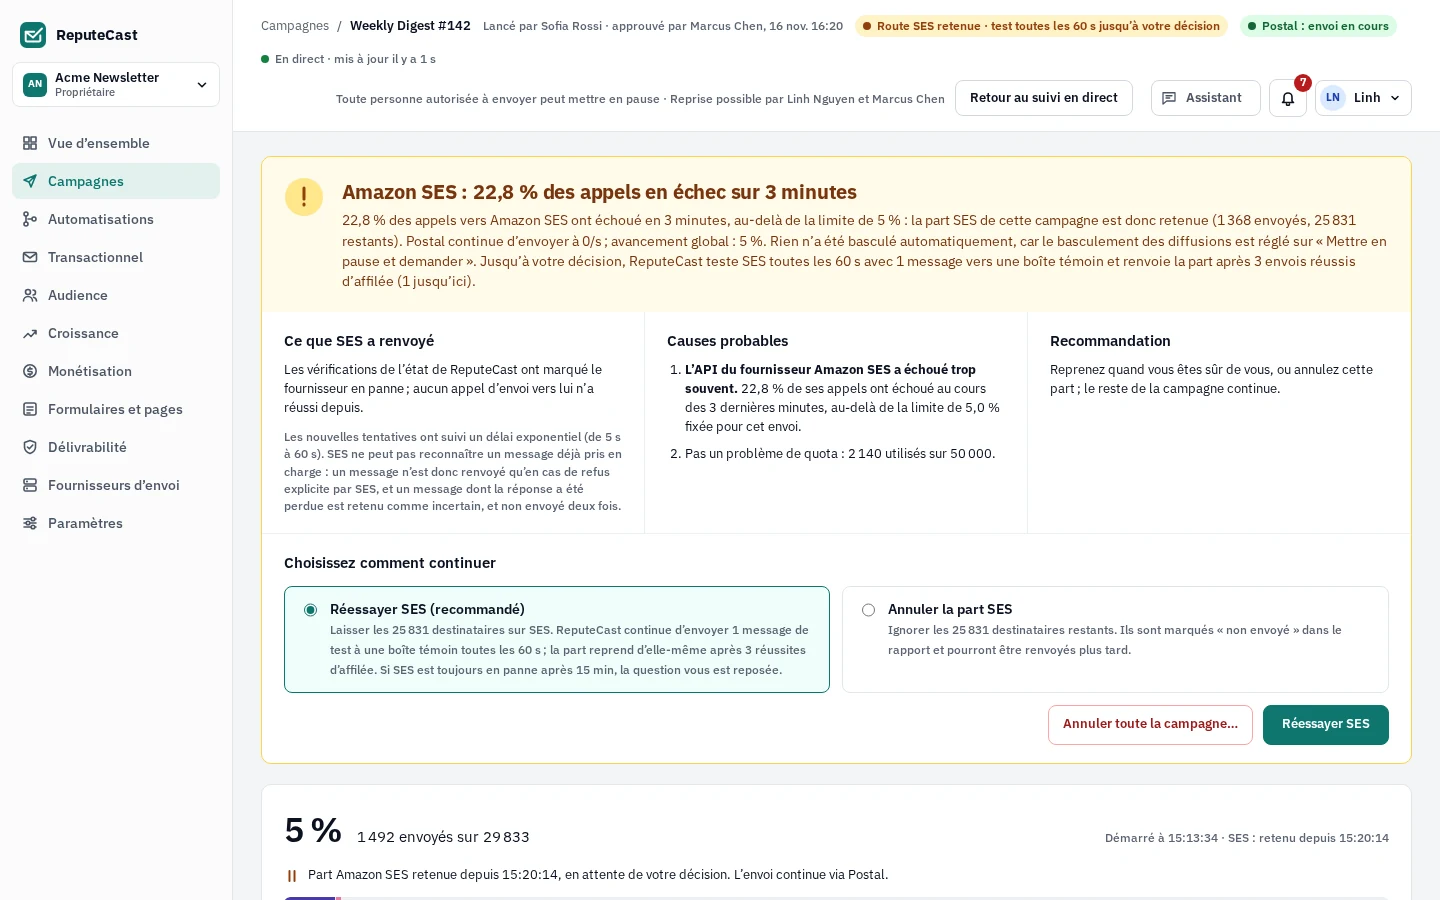 ReputeCast
AN
Acme Newsletter
Propriétaire
Vue d’ensemble
Campagnes
Automatisations
Transactionnel
Audience
Croissance
Monétisation
Formulaires et pages
Délivrabilité
Fournisseurs d’envoi
Paramètres
Campagnes / Weekly Digest #142 Lancé par Sofia Rossi · approuvé par Marcus Chen, 16 nov. 16:20 Route SES retenue · test toutes les 60 s jusqu’à votre décision Postal : envoi en cours
En direct · mis à jour il y a 1 s
Toute personne autorisée à envoyer peut mettre en pause · Reprise possible par Linh Nguyen et Marcus Chen Retour au suivi en direct Assistant 7 LN Linh
Amazon SES : 22,8 % des appels en échec sur 3 minutes
22,8 % des appels vers Amazon SES ont échoué en 3 minutes, au-delà de la limite de 5 % : la part SES de cette campagne est donc retenue (1 368 envoyés, 25 831
restants). Postal continue d’envoyer à 0/s ; avancement global : 5 %. Rien n’a été basculé automatiquement, car le basculement des diffusions est réglé sur « Mettre en
pause et demander ». Jusqu’à votre décision, ReputeCast teste SES toutes les 60 s avec 1 message vers une boîte témoin et renvoie la part après 3 envois réussis
d’affilée (1 jusqu’ici).
Ce que SES a renvoyé
Les vérifications de l’état de ReputeCast ont marqué le
fournisseur en panne ; aucun appel d’envoi vers lui n’a
réussi depuis.
Les nouvelles tentatives ont suivi un délai exponentiel (de 5 s
à 60 s). SES ne peut pas reconnaître un message déjà pris en
charge : un message n’est donc renvoyé qu’en cas de refus
explicite par SES, et un message dont la réponse a été
perdue est retenu comme incertain, et non envoyé deux fois.
Causes probables
1. L’API du fournisseur Amazon SES a échoué trop
souvent. 22,8 % de ses appels ont échoué au cours
des 3 dernières minutes, au-delà de la limite de 5,0 %
fixée pour cet envoi.
2. Pas un problème de quota : 2 140 utilisés sur 50 000.
Recommandation
Reprenez quand vous êtes sûr de vous, ou annulez cette
part ; le reste de la campagne continue.
Choisissez comment continuer
Réessayer SES (recommandé)
Laisser les 25 831 destinataires sur SES. ReputeCast continue d’envoyer 1 message de
test à une boîte témoin toutes les 60 s ; la part reprend d’elle-même après 3 réussites
d’affilée. Si SES est toujours en panne après 15 min, la question vous est reposée.
Annuler la part SES
Ignorer les 25 831 destinataires restants. Ils sont marqués « non envoyé » dans le
rapport et pourront être renvoyés plus tard.
Annuler toute la campagne… Réessayer SES
5 % 1 492 envoyés sur 29 833 Démarré à 15:13:34 · SES : retenu depuis 15:20:14
Part Amazon SES retenue depuis 15:20:14, en attente de votre décision. L’envoi continue via Postal.